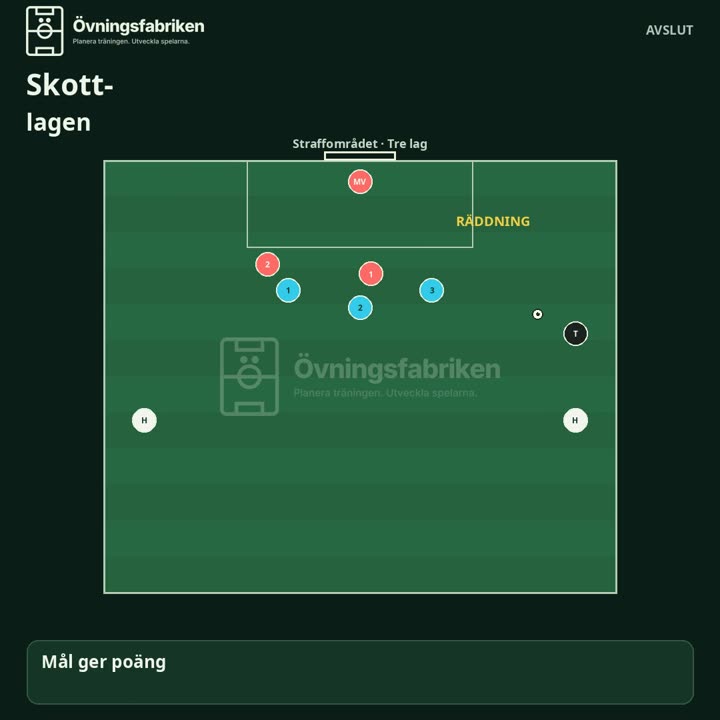 Övningsfabriken
Planera träningen. Utveckla spelarna.
AVSLUT
Skott-
lagen
Straffområdet · Tre lag
MV
RÄDDNING
2
1
1
3
2
T
Övningsfabriken
Planera träningen. Utveckla spelarna.
H
H
Mål ger poäng